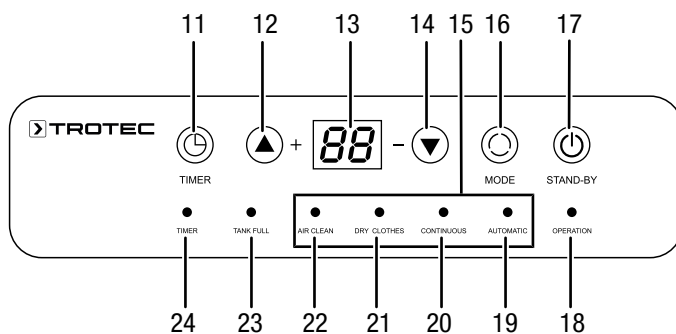 11 12 13 14 15 16 17
TROTEC
+ 88 -
TIMER MODE STAND-BY
TIMER TANK FULL AIR CLEAN DRY CLOTHES CONTINUOUS AUTOMATIC OPERATION
24 23 22 21 20 19 18